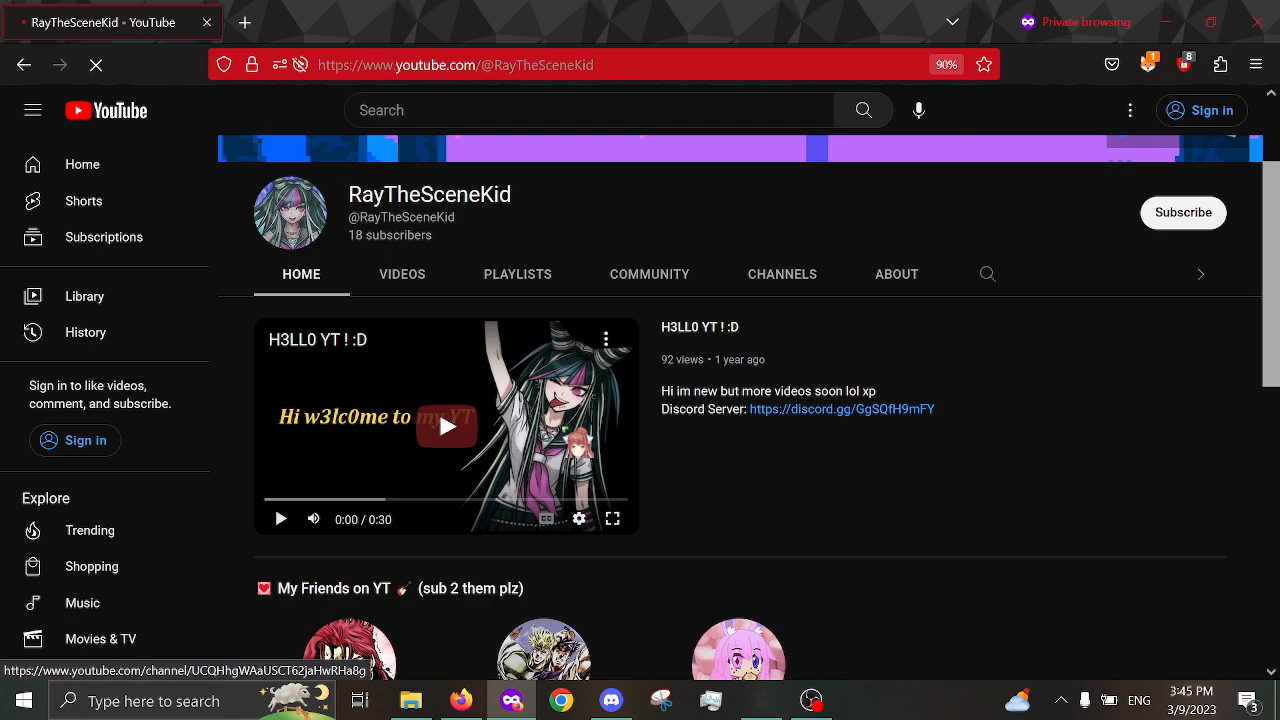 RayTheSceneKid - YouTube
Private browsing
https://www.youtube.com/@RayTheSceneKid
90%
1
8
YouTube
Search
Sign in
Home
Shorts
Subscriptions
Library
History
Sign in to like videos,
comment, and subscribe.
Sign in
Explore
Trending
Shopping
Music
Movies & TV
RayTheSceneKid
@RayTheSceneKid
18 subscribers
Subscribe
HOME
VIDEOS
PLAYLISTS
COMMUNITY
CHANNELS
ABOUT
H3LL0 YT ! :D
Hi w3lc0me to my YT
0:00 / 0:30
H3LL0 YT ! :D
92 views • 1 year ago
Hi im new but more videos soon lol xp
Discord Server: https://discord.gg/GgSQfH9mFY
💟 My Friends on YT 🎸 (sub 2 them plz)
https://www.youtube.com/channel/UCQHhgWAaUSCT62jaHwRHa8g
Type here to search
ENG
3:45 PM
3/9/2023
3